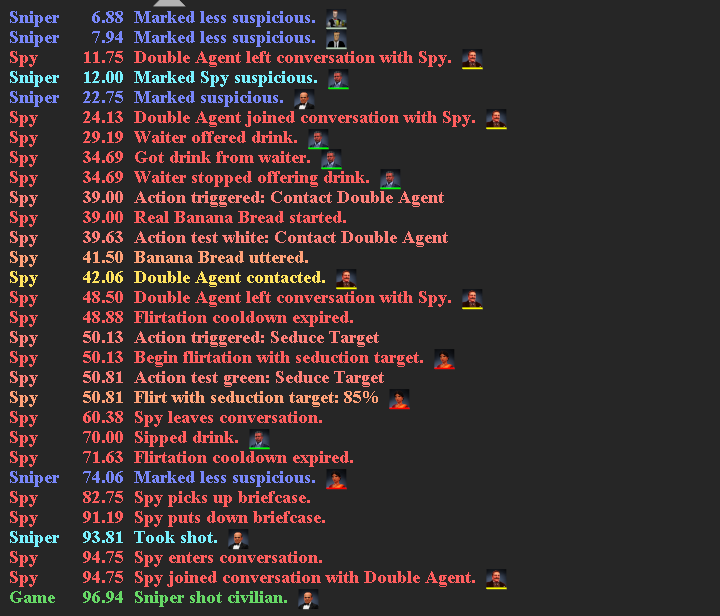 Sniper 6.88 Marked less suspicious.
Sniper 7.94 Marked less suspicious.
Spy 11.75 Double Agent left conversation with Spy.
Sniper 12.00 Marked Spy suspicious.
Sniper 22.75 Marked suspicious.
Spy 24.13 Double Agent joined conversation with Spy.
Spy 29.19 Waiter offered drink.
Spy 34.69 Got drink from waiter.
Spy 34.69 Waiter stopped offering drink.
Spy 39.00 Action triggered: Contact Double Agent
Spy 39.00 Real Banana Bread started.
Spy 39.63 Action test white: Contact Double Agent
Spy 41.50 Banana Bread uttered.
Spy 42.06 Double Agent contacted.
Spy 48.50 Double Agent left conversation with Spy.
Spy 48.88 Flirtation cooldown expired.
Spy 50.13 Action triggered: Seduce Target
Spy 50.13 Begin flirtation with seduction target.
Spy 50.81 Action test green: Seduce Target
Spy 50.81 Flirt with seduction target: 85%
Spy 60.38 Spy leaves conversation.
Spy 70.00 Sipped drink.
Spy 71.63 Flirtation cooldown expired.
Sniper 74.06 Marked less suspicious.
Spy 82.75 Spy picks up briefcase.
Spy 91.19 Spy puts down briefcase.
Sniper 93.81 Took shot.
Spy 94.75 Spy enters conversation.
Spy 94.75 Spy joined conversation with Double Agent.
Game 96.94 Sniper shot civilian.